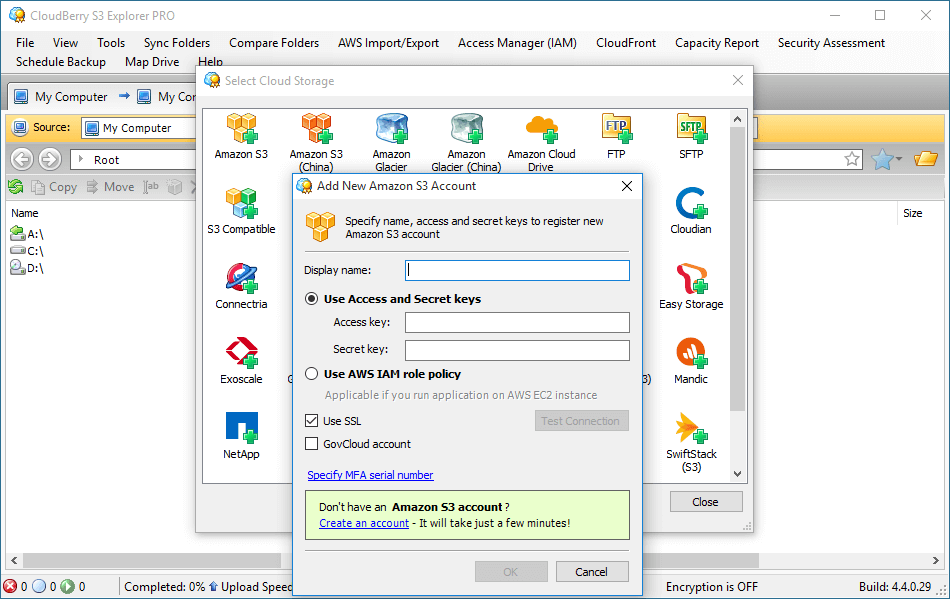 CloudBerry S3 Explorer PRO
File View Tools Sync Folders Compare Folders AWS Import/Export Access Manager (IAM) CloudFront Capacity Report Security Assessment
Schedule Backup Map Drive Help
My Computer
Source: My Computer
Root
Copy Move
Name
Size
A:\
C:\
D:\
Select Cloud Storage
Amazon S3
Amazon S3
(China)
Amazon
Glacier
Amazon
Glacier (China)
Amazon Cloud
Drive
FTP
FTP
SFTP
SFTP
S3 Compatible
Cloudian
Connectria
Easy Storage
Exoscale
Mandic
NetApp
SwiftStack
(S3)
Close
Add New Amazon S3 Account
Specify name, access and secret keys to register new
Amazon S3 account
Display name:
Use Access and Secret keys
Access key:
Secret key:
Use AWS IAM role policy
Applicable if you run application on AWS EC2 instance
Use SSL
Test Connection
GovCloud account
Specify MFA serial number
Don't have an Amazon S3 account ?
Create an account - It will take just a few minutes!
OK Cancel
0 0 0 Completed: 0% Upload Speed Encryption is OFF Build: 4.4.0.29